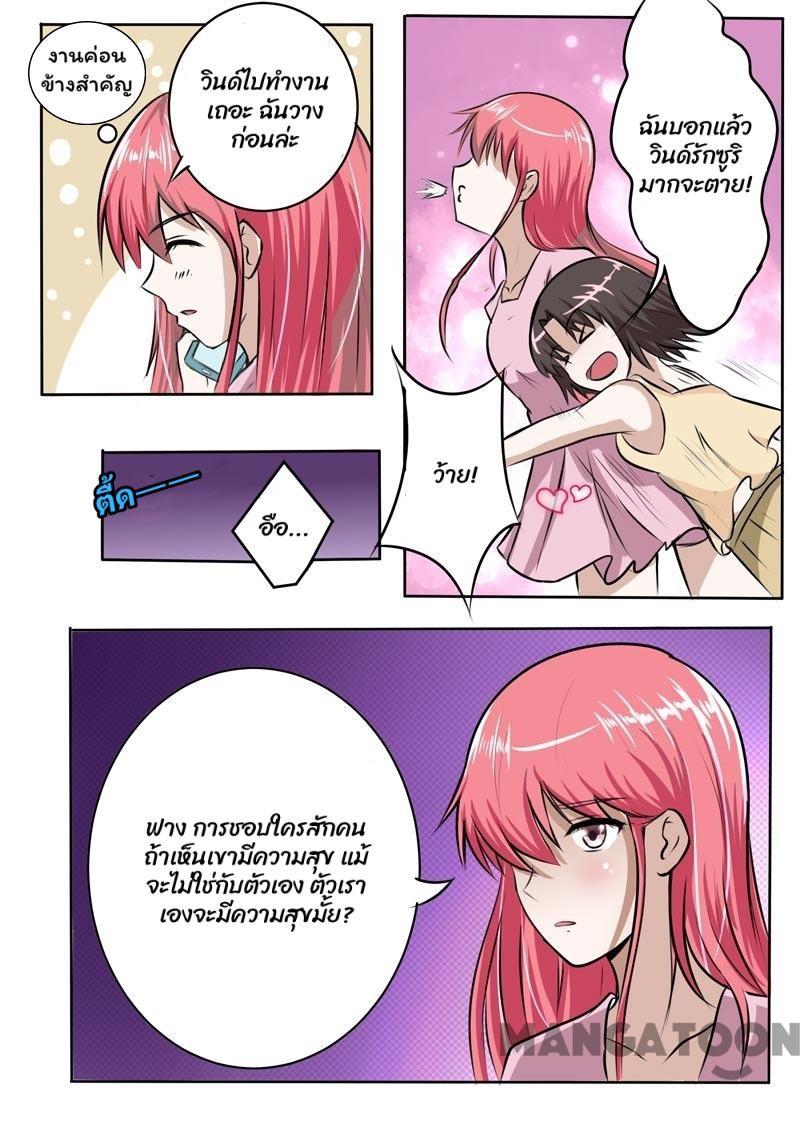 งานค่อน
ข้างสำคัญ
วินด์ไปทำงาน
เถอะ ฉันวาง
ก่อนล่ะ
ฉันบอกแล้ว
วินด์รักซูริ
มากจะตาย!
ว้าย!
ตื้ด——
อือ...
ฟาง การชอบใครสักคน
ถ้าเห็นเขามีความสุข แม้
จะไม่ใช่กับตัวเอง ตัวเรา
เองจะมีความสุขมั้ย?
MANGATOON